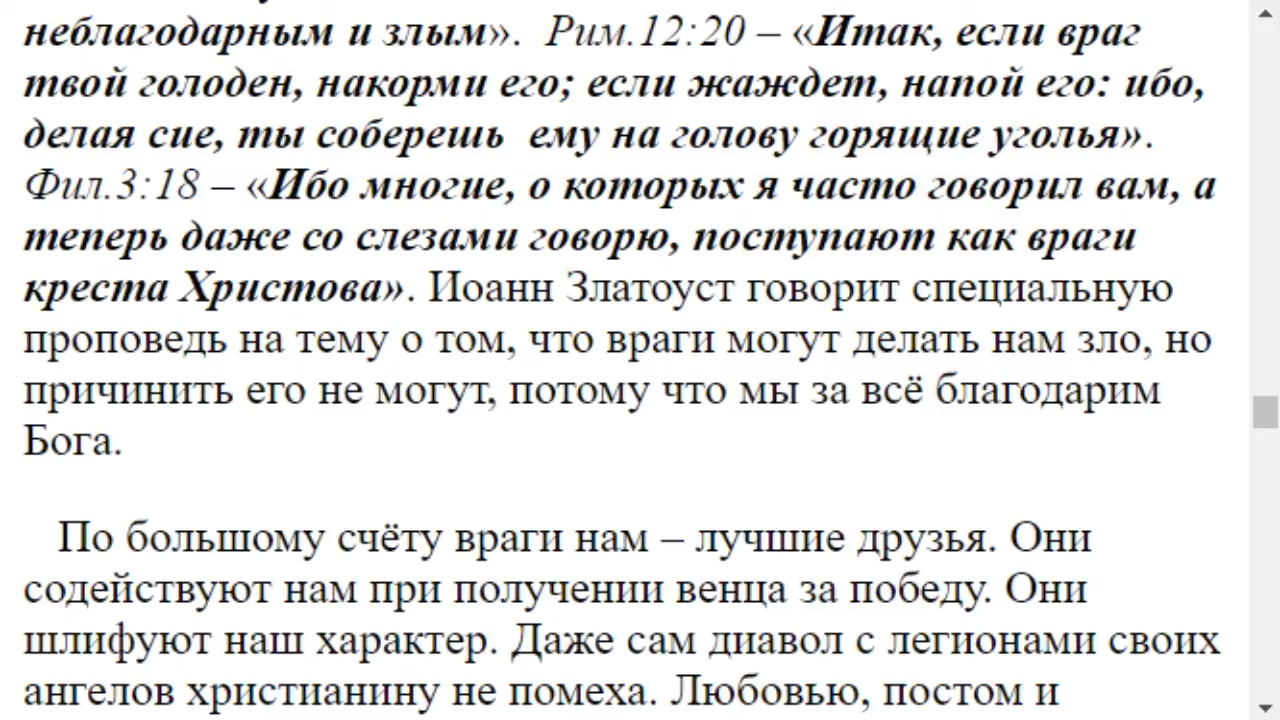 неблагодарным и злым». Рим.12:20 – «Итак, если враг
твой голоден, накорми его; если жаждет, напой его: ибо,
делая сие, ты соберешь ему на голову горящие уголья».
Фил.3:18 – «Ибо многие, о которых я часто говорил вам, а
теперь даже со слезами говорю, поступают как враги
креста Христова». Иоанн Златоуст говорит специальную
проповедь на тему о том, что враги могут делать нам зло, но
причинить его не могут, потому что мы за всё благодарим
Бога.
По большому счёту враги нам – лучшие друзья. Они
содействуют нам при получении венца за победу. Они
шлифуют наш характер. Даже сам диавол с легионами своих
ангелов христианину не помеха. Любовью, постом и